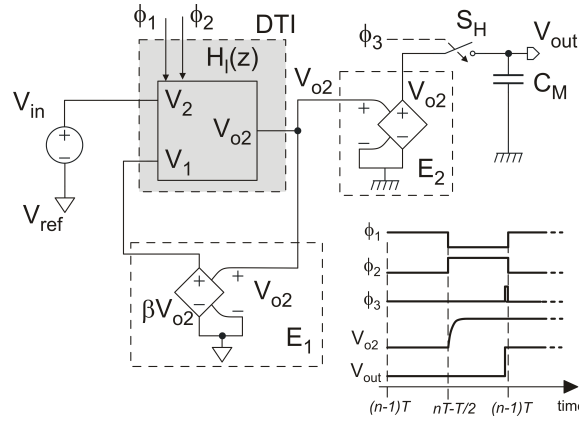 ϕ1 ϕ2 DTI
HI(z)
ϕ3 SH Vout
Vin V2 Vo2 Vo2 Vo2 CM
+ + +
− − −
V1 E2
Vref
ϕ1
ϕ2
+ + Vo2 ϕ3
βVo2 − − E1 Vo2
Vout
(n-1)T nT-T/2 (n-1)T time